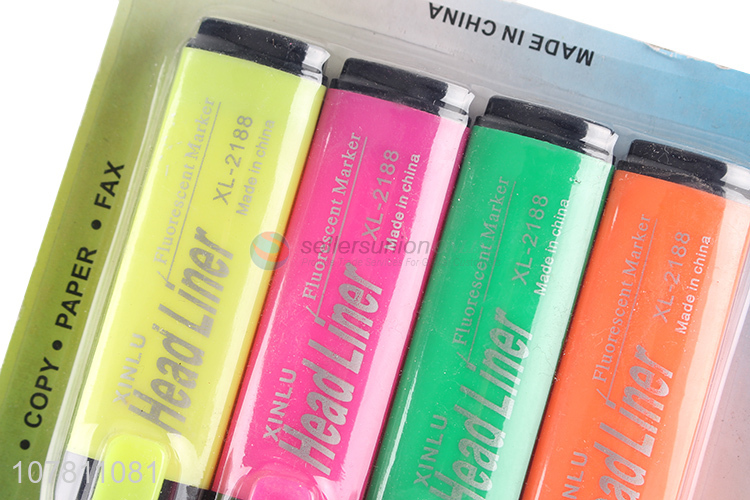 MADE IN CHINA
• COPY • PAPER • FAX
XINLU
Head Liner
Fluorescent Marker
XL-2188
Made in china
XINLU
Head Liner
Fluorescent Marker
XL-2188
Made in china
XINLU
Head Liner
Fluorescent Marker
XL-2188
Made in china
XINLU
Head Liner
Fluorescent Marker
XL-2188
Made in china
sellersunion
107811081